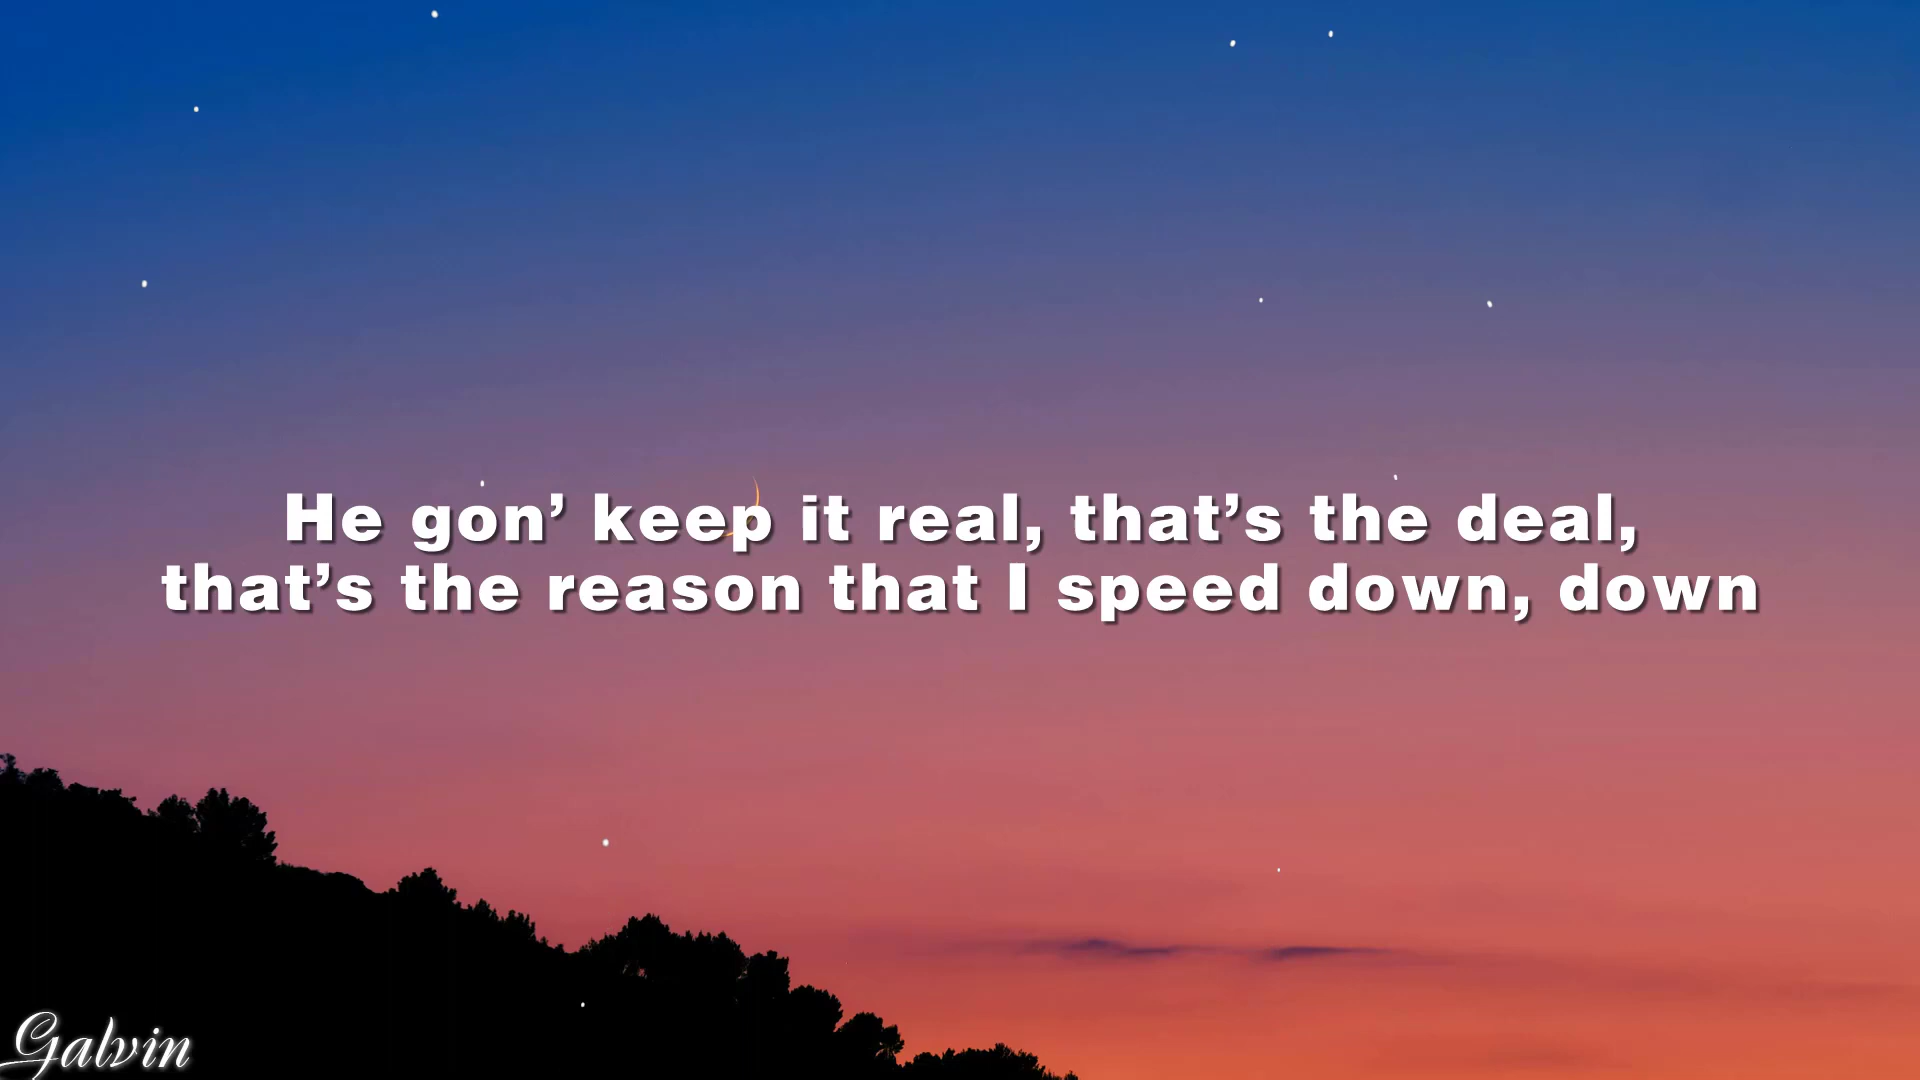 He gon’ keep it real, that’s the deal,
that’s the reason that I speed down, down
Galvin